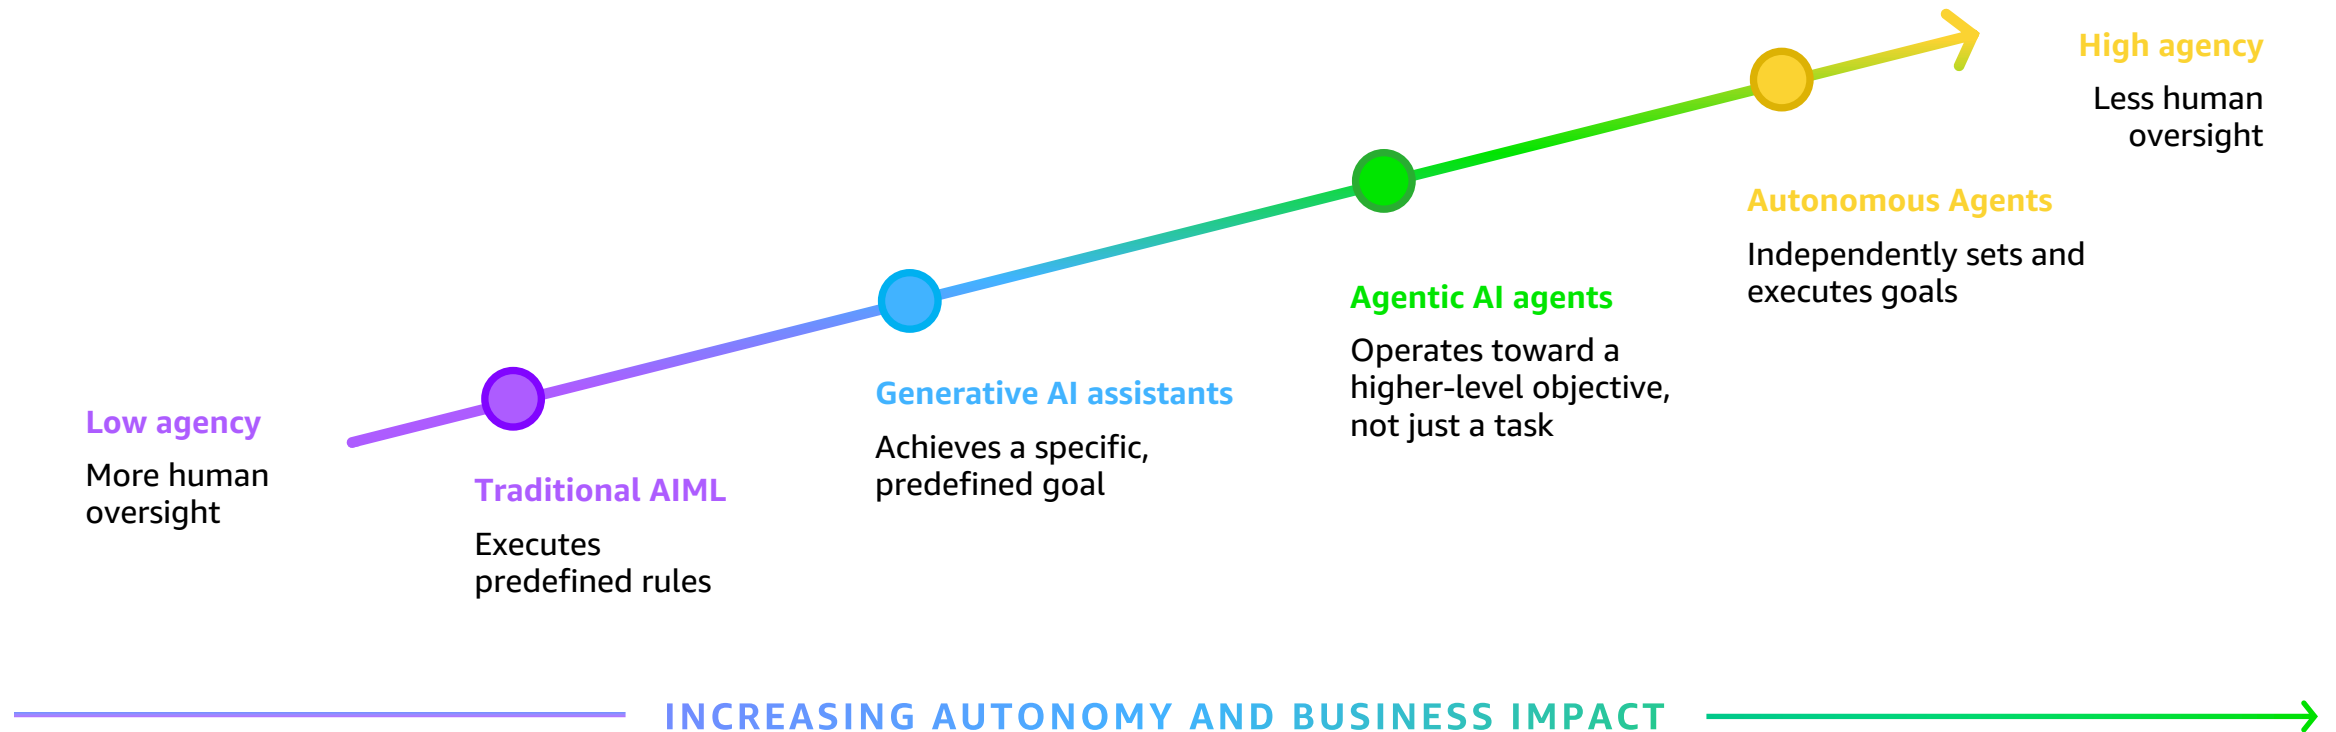 Low agency
More human
oversight
Traditional AIML
Executes
predefined rules
Generative AI assistants
Achieves a specific,
predefined goal
Agentic AI agents
Operates toward a
higher-level objective,
not just a task
Autonomous Agents
Independently sets and
executes goals
High agency
Less human
oversight
INCREASING AUTONOMY AND BUSINESS IMPACT